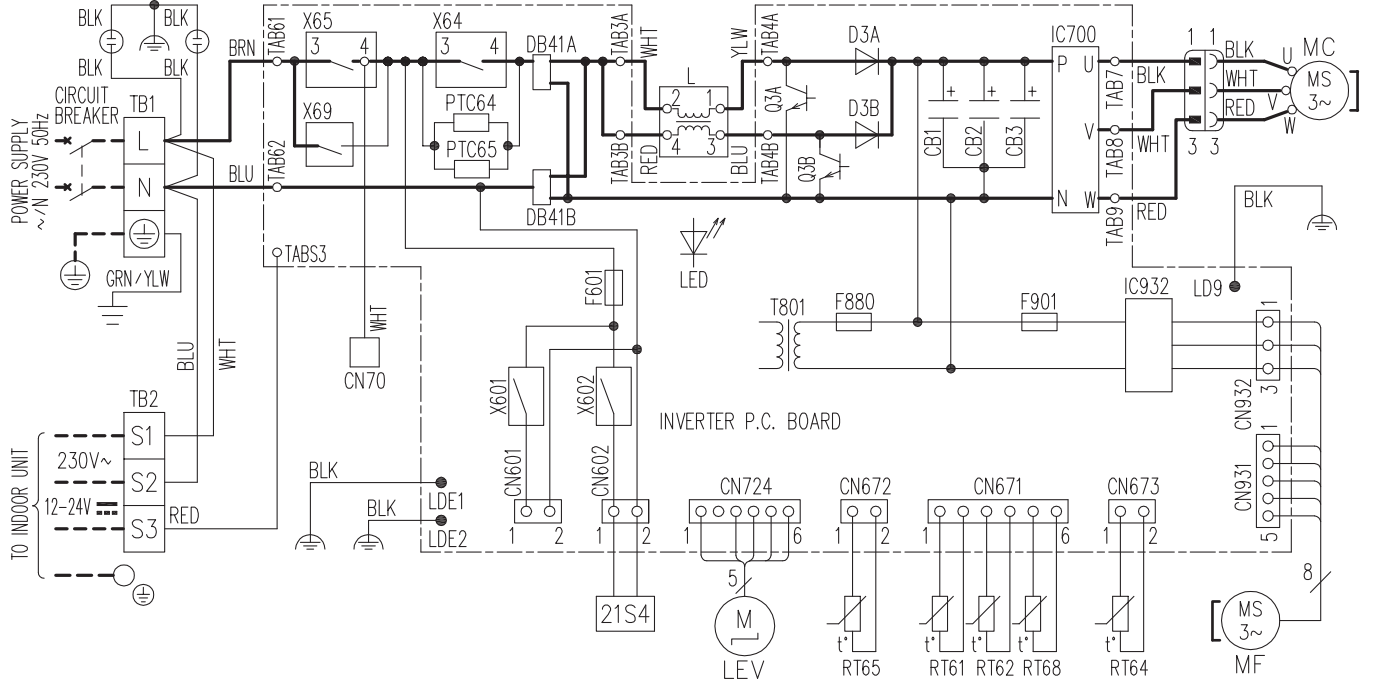 BLK
BLK
BLK
BLK
CIRCUIT
BREAKER
TB1
POWER SUPPLY
~/N 230V 50Hz
L
N
GRN/YLW
BRN
BLU
TAB61
TAB62
X65
3 4
X69
X64
3 4
PTC64
PTC65
DB41A
DB41B
TAB3A
WHT
TAB3B
RED
L
2 1
4 3
YLW
TAB4A
BLU
TAB4B
Q3A
Q3B
D3A
D3B
CB1
+
CB2
+
CB3
+
IC700
P U
V
N W
TAB7
TAB8
TAB9
BLK
WHT
RED
1 1
3 3
BLK
WHT
RED
U
V
W
MC
MS
3~
TABS3
WHT
CN70
F601
LED
T801
F880
F901
IC932
LD9
BLK
1
3
CN932
1
5
CN931
BLU
WHT
TB2
S1
S2
S3
TO INDOOR UNIT
230V~
12-24V
RED
BLK
LDE1
BLK
LDE2
X601
X602
INVERTER P.C. BOARD
CN601
1 2
CN602
1 2
21S4
CN724
1 6
5
M
LEV
CN672
1 2
t°
RT65
CN671
1 6
t°
t°
t°
RT61 RT62 RT68
CN673
1 2
t°
RT64
8
MS
3~
MF